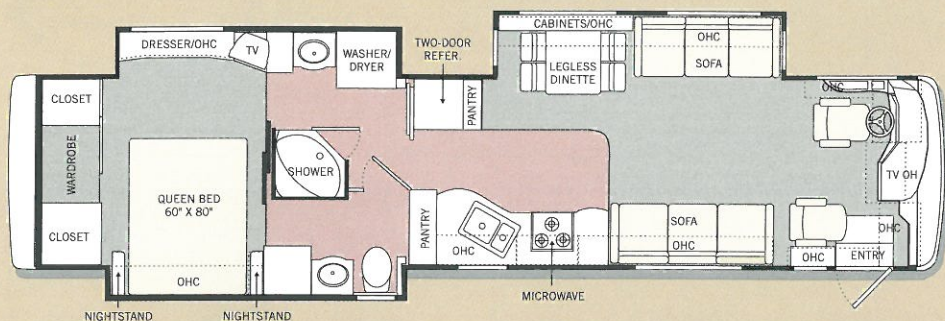 DRESSER/OHC
TV
WASHER/
DRYER
TWO-DOOR
REFER.
PANTRY
CABINETS/OHC
LEGLESS
DINETTE
OHC
SOFA
OHC
CLOSET
WARDROBE
CLOSET
QUEEN BED
60" X 80"
OHC
SHOWER
PANTRY
OHC
SOFA
OHC
TV OH
OHC
OHC
ENTRY
MICROWAVE
NIGHTSTAND
NIGHTSTAND